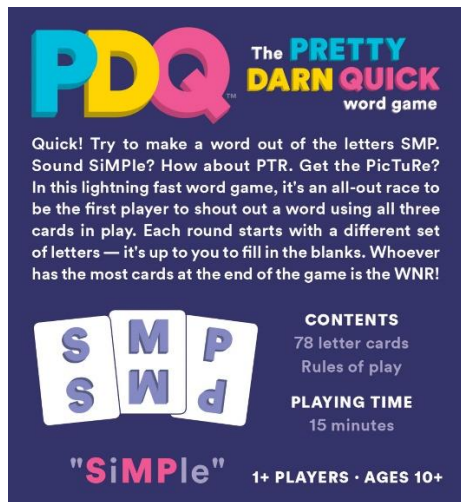 PDQ™
The PRETTY
DARN QUICK
word game
Quick! Try to make a word out of the letters SMP.
Sound SiMPle? How about PTR. Get the PicTuRe?
In this lightning fast word game, it's an all-out race to
be the first player to shout out a word using all three
cards in play. Each round starts with a different set
of letters — it's up to you to fill in the blanks. Whoever
has the most cards at the end of the game is the WNR!
S M P
S M P
CONTENTS
78 letter cards
Rules of play
PLAYING TIME
15 minutes
"SiMPle"
1+ PLAYERS · AGES 10+